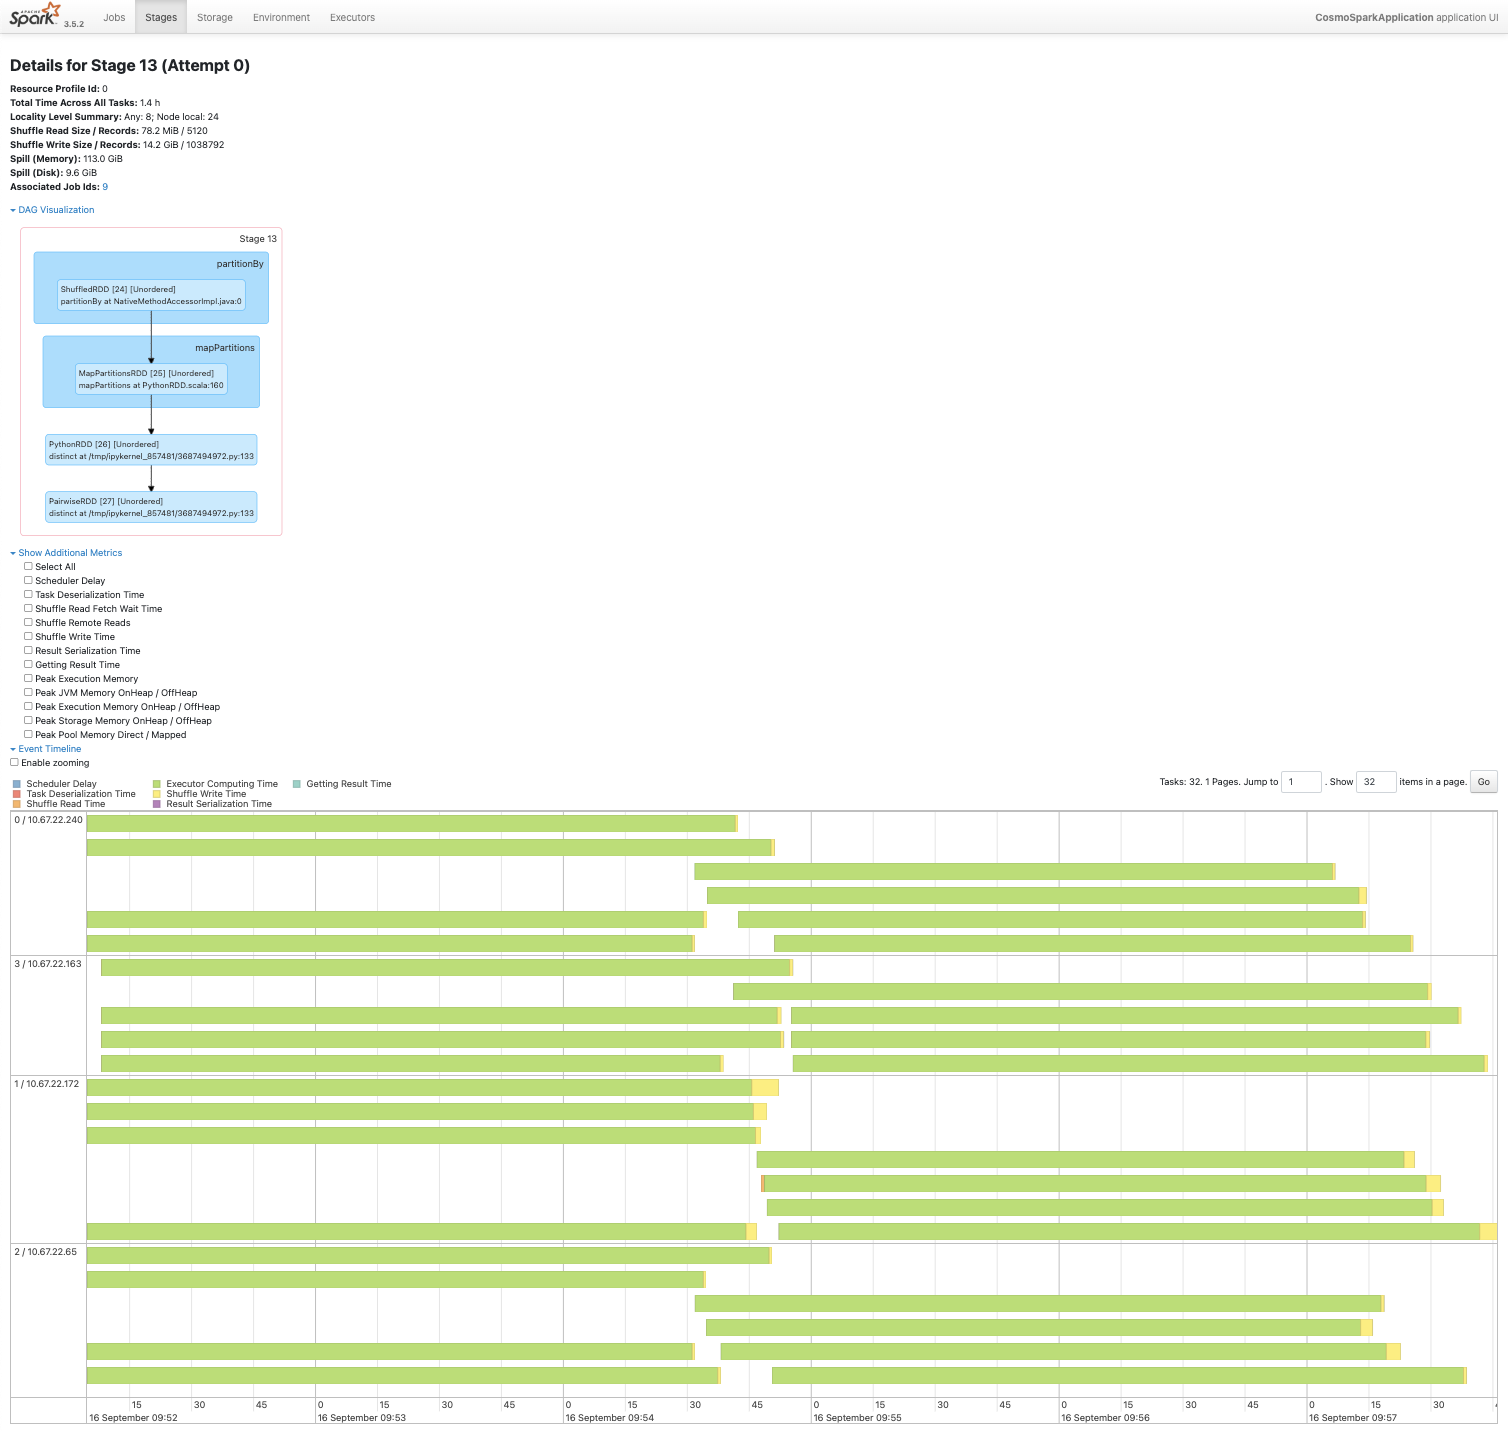 APACHE Spark 3.5.2 Jobs Stages Storage Environment Executors CosmoSparkApplication application UI
Details for Stage 13 (Attempt 0)
Resource Profile Id: 0
Total Time Across All Tasks: 1.4 h
Locality Level Summary: Any: 8; Node local: 24
Shuffle Read Size / Records: 78.2 MiB / 5120
Shuffle Write Size / Records: 14.2 GiB / 1038792
Spill (Memory): 113.0 GiB
Spill (Disk): 9.6 GiB
Associated Job Ids: 9
DAG Visualization
Stage 13
partitionBy
ShuffledRDD [24] [Unordered]
partitionBy at NativeMethodAccessorImpl.java:0
mapPartitions
MapPartitionsRDD [25] [Unordered]
mapPartitions at PythonRDD.scala:160
PythonRDD [26] [Unordered]
distinct at /tmp/ipykernel_857481/3687494972.py:133
PairwiseRDD [27] [Unordered]
distinct at /tmp/ipykernel_857481/3687494972.py:133
Show Additional Metrics
Select All
Scheduler Delay
Task Deserialization Time
Shuffle Read Fetch Wait Time
Shuffle Remote Reads
Shuffle Write Time
Result Serialization Time
Getting Result Time
Peak Execution Memory
Peak JVM Memory OnHeap / OffHeap
Peak Execution Memory OnHeap / OffHeap
Peak Storage Memory OnHeap / OffHeap
Peak Pool Memory Direct / Mapped
Event Timeline
Enable zooming
Scheduler Delay Executor Computing Time Getting Result Time
Task Deserialization Time Shuffle Write Time
Shuffle Read Time Result Serialization Time
Tasks: 32. 1 Pages. Jump to 1 . Show 32 items in a page. Go
0 / 10.67.22.240
3 / 10.67.22.163
1 / 10.67.22.172
2 / 10.67.22.65
15 30 45 0 15 30 45 0 15 30 45 0 15 30 45 0 15 30 45 0 15 30
16 September 09:52 16 September 09:53 16 September 09:54 16 September 09:55 16 September 09:56 16 September 09:57